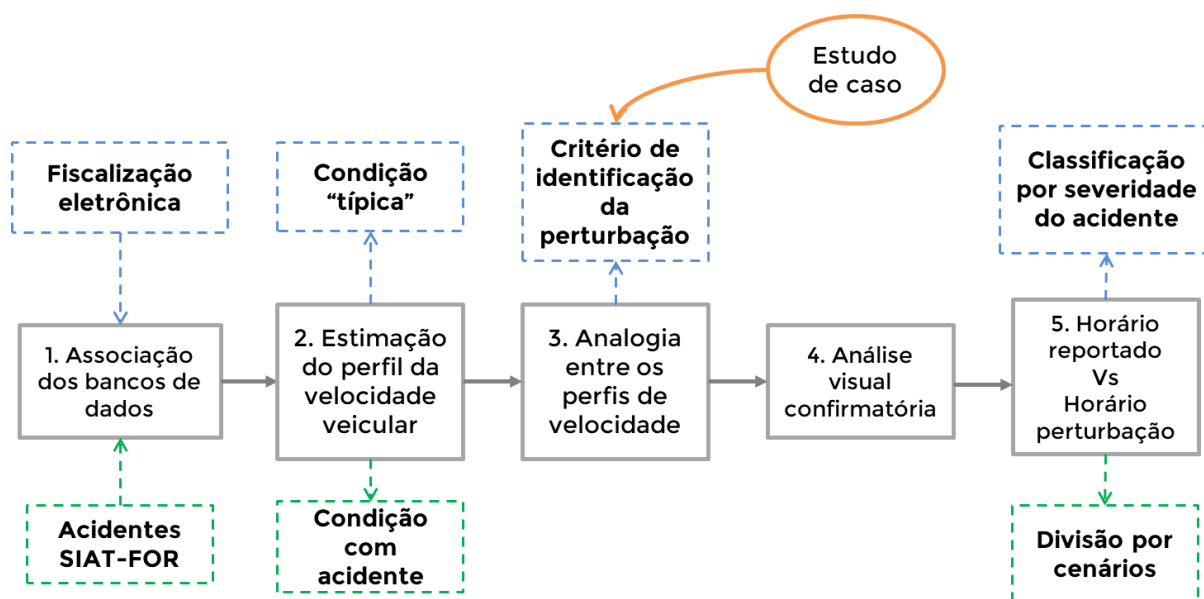 Estudo
de caso
Fiscalização
eletrônica
Condição
“típica”
Critério de
identificação
da
perturbação
Classificação
por severidade
do acidente
1. Associação
dos bancos de
dados
2. Estimação
do perfil da
velocidade
veicular
3. Analogia
entre os
perfis de
velocidade
4. Análise
visual
confirmatória
5. Horário
reportado
Vs
Horário
perturbação
Acidentes
SIAT-FOR
Condição
com
acidente
Divisão por
cenários